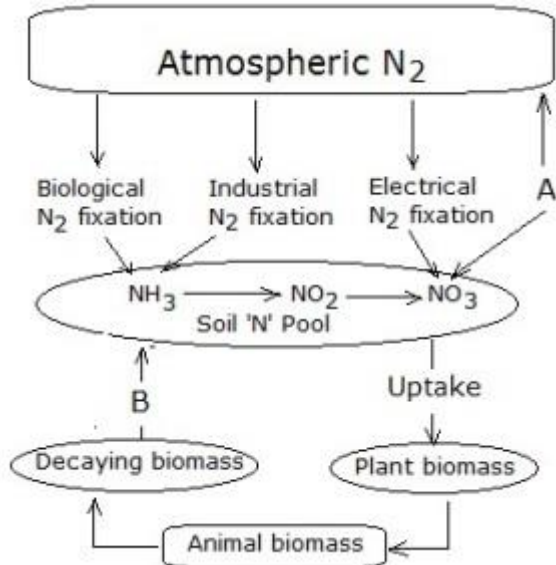 Atmospheric N2
Biological
N2 fixation
Industrial
N2 fixation
Electrical
N2 fixation
A
NH3
NO2
NO3
Soil 'N' Pool
B
Uptake
Decaying biomass
Plant biomass
Animal biomass